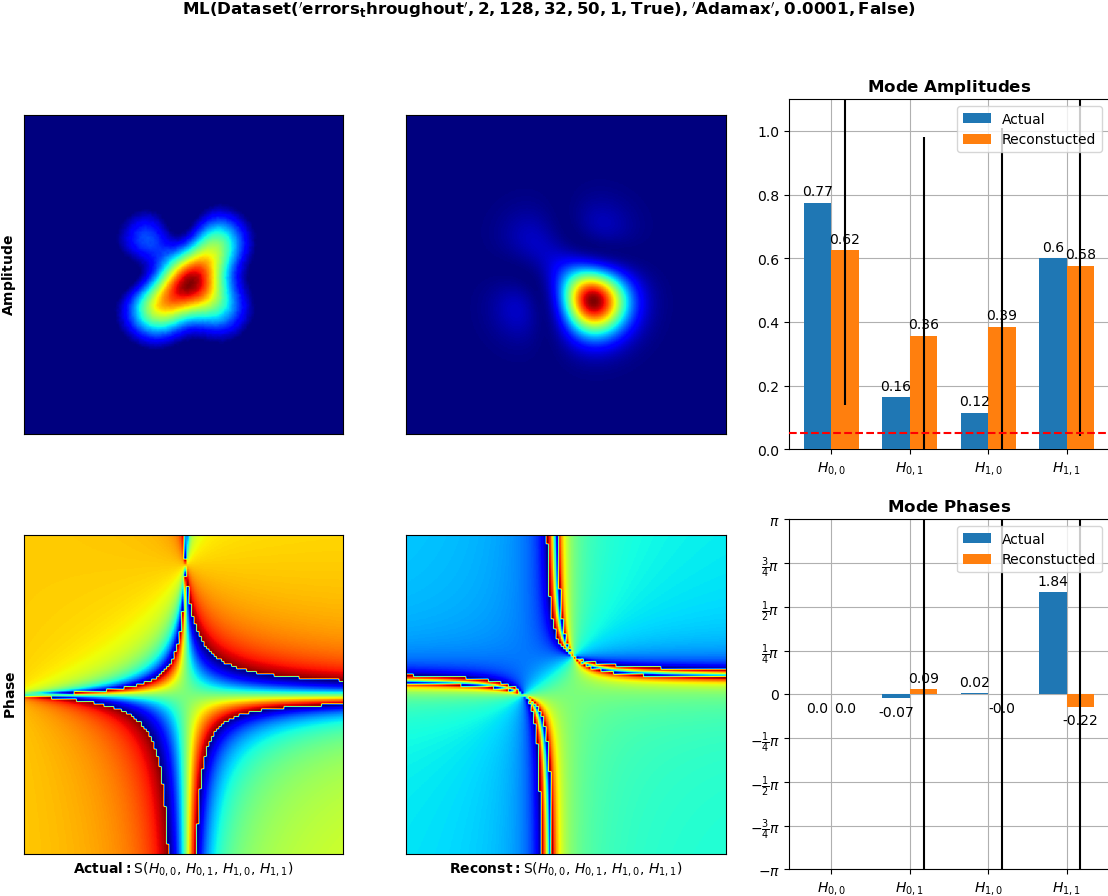 ML(Dataset('errors_throughout', 2, 128, 32, 50, 1, True), 'Adamax', 0.0001, False)
Amplitude
Mode Amplitudes
Actual
Reconstucted
1.0
0.8
0.6
0.4
0.2
0.0
0.77
0.62
0.16
0.36
0.12
0.39
0.6
0.58
H0,0
H0,1
H1,0
H1,1
Phase
Actual: S(H0,0, H0,1, H1,0, H1,1)
Reconst: S(H0,0, H0,1, H1,0, H1,1)
Mode Phases
Actual
Reconstucted
π
3/4π
1/2π
1/4π
0
−1/4π
−1/2π
−3/4π
−π
0.0
0.0
-0.07
0.09
0.02
-0.0
1.84
-0.22
H0,0
H0,1
H1,0
H1,1